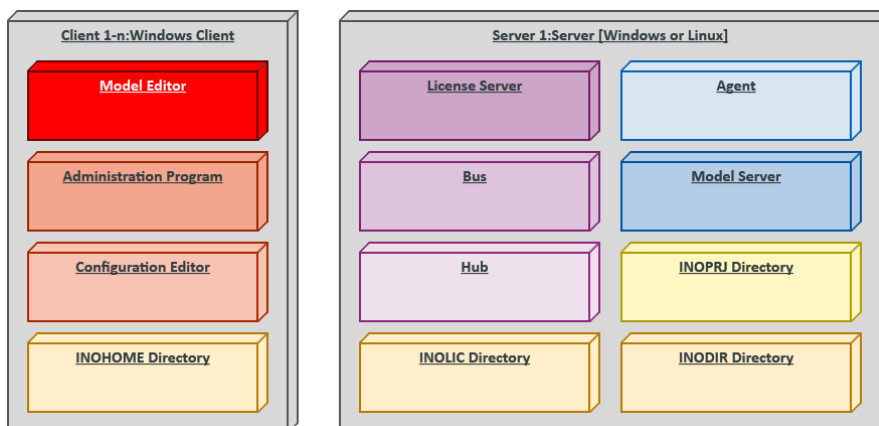 Client 1-n:Windows Client
Model Editor
Administration Program
Configuration Editor
INOHOME Directory
Server 1:Server [Windows or Linux]
License Server
Agent
Bus
Model Server
Hub
INOPRJ Directory
INOLIC Directory
INODIR Directory